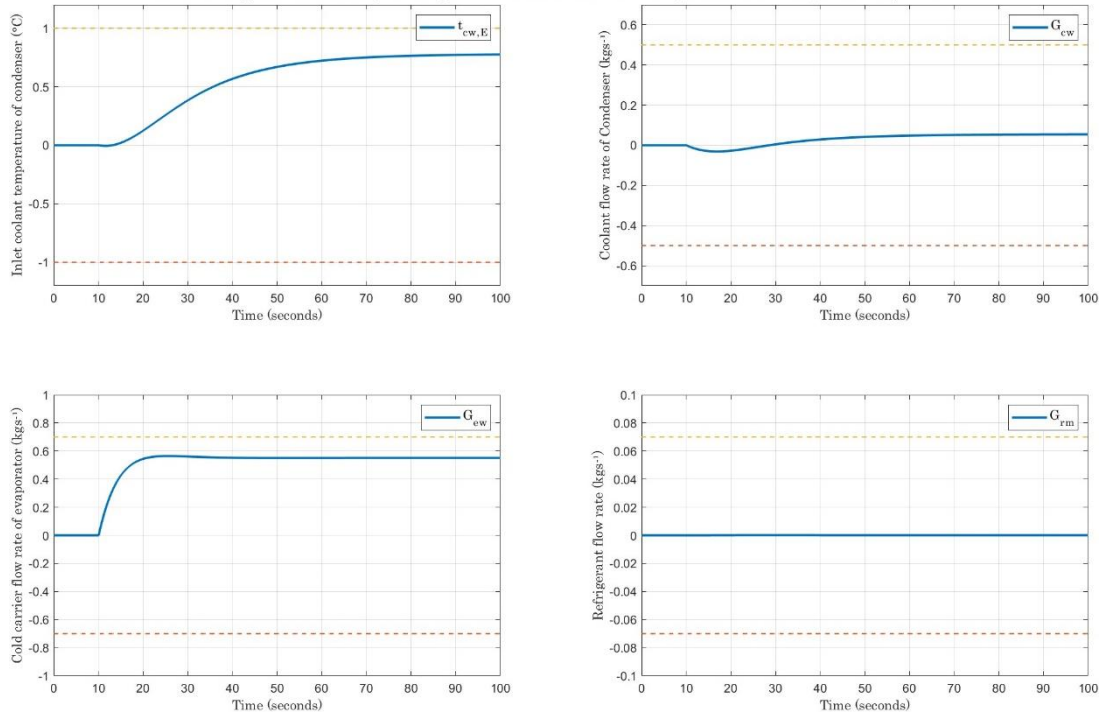 Inlet coolant temperature of condenser (°C)
1
0.5
0
-0.5
-1
t_cw,E
0 10 20 30 40 50 60 70 80 90 100
Time (seconds)
Coolant flow rate of Condenser (kgs⁻¹)
0.6
0.4
0.2
0
-0.2
-0.4
-0.6
G_cw
0 10 20 30 40 50 60 70 80 90 100
Time (seconds)
Cold carrier flow rate of evaporator (kgs⁻¹)
1
0.8
0.6
0.4
0.2
0
-0.2
-0.4
-0.6
-0.8
-1
G_ew
0 10 20 30 40 50 60 70 80 90 100
Time (seconds)
Refrigerant flow rate (kgs⁻¹)
0.1
0.08
0.06
0.04
0.02
0
-0.02
-0.04
-0.06
-0.08
-0.1
G_rm
0 10 20 30 40 50 60 70 80 90 100
Time (seconds)